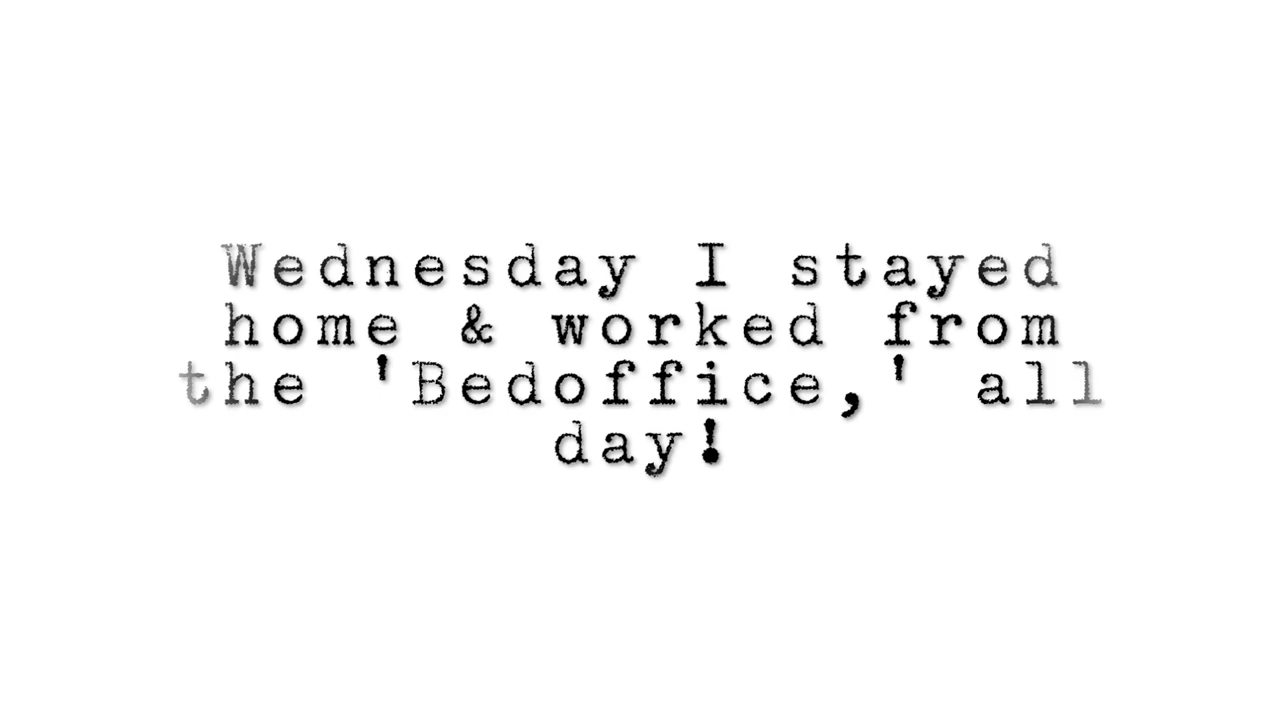 Wednesday I stayed
home & worked from
the 'Bedoffice,' all
day!